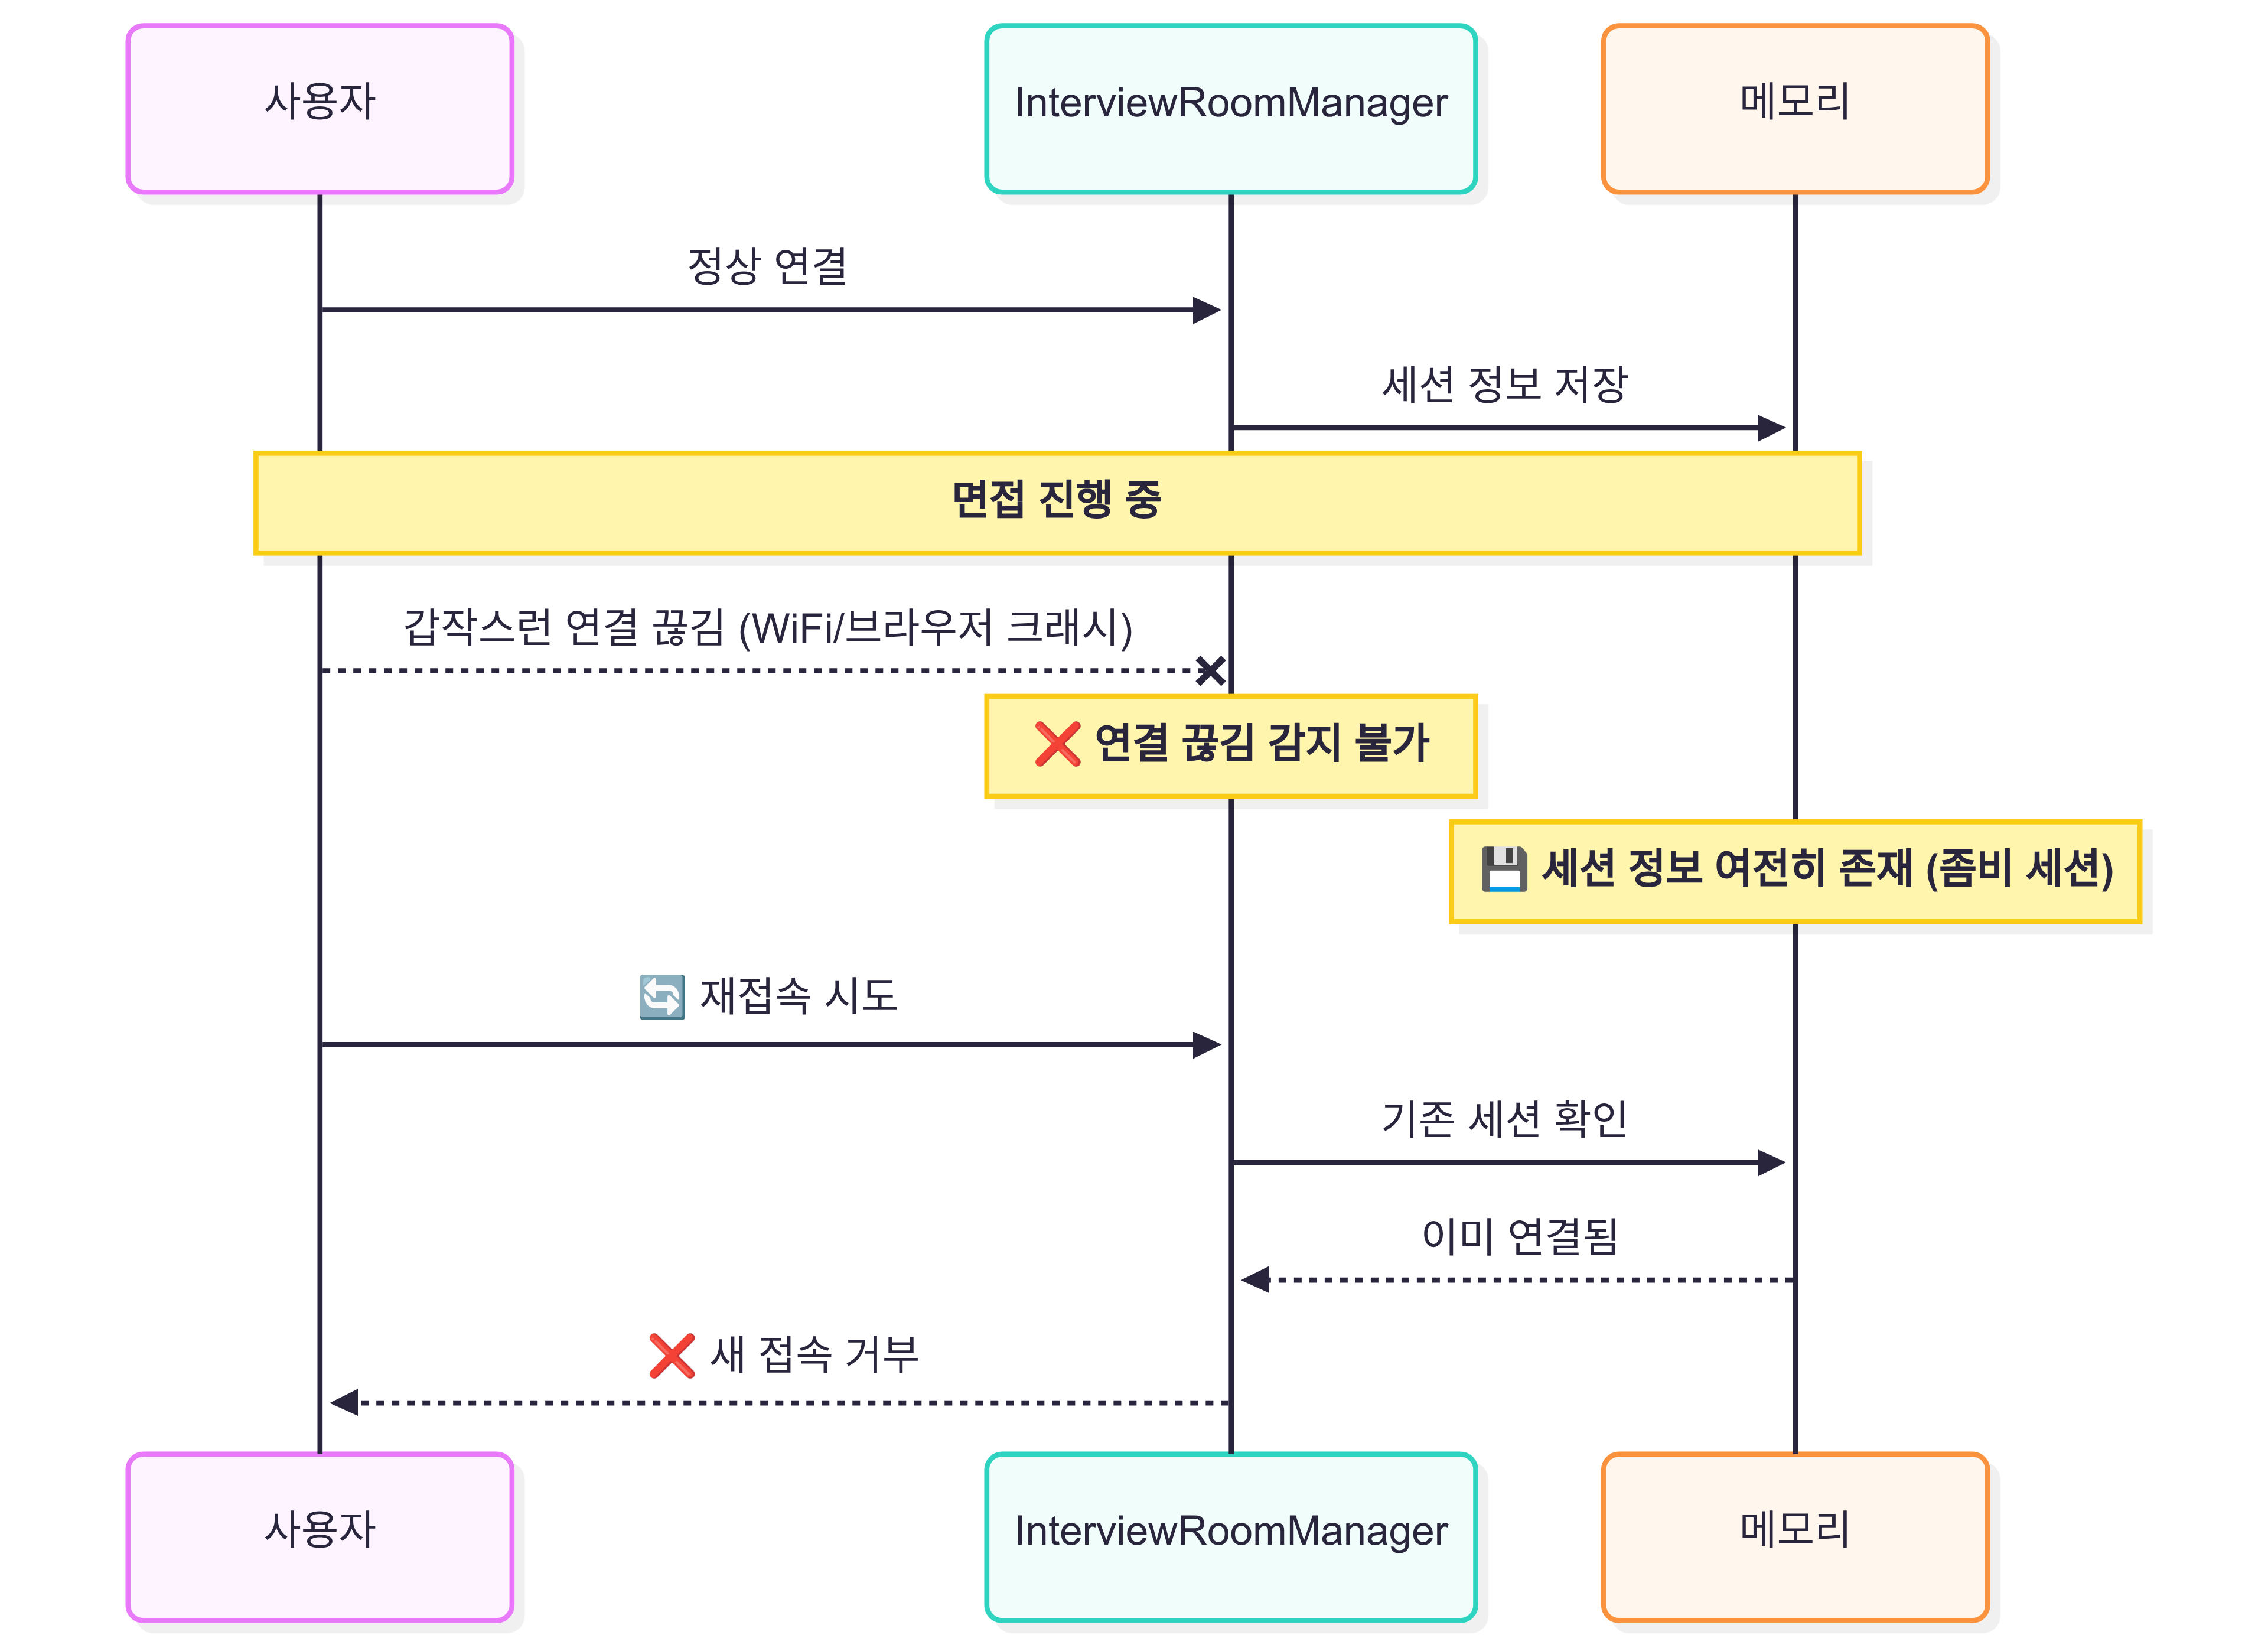 사용자
InterviewRoomManager
메모리
정상 연결
세션 정보 저장
면접 진행 중
갑작스런 연결 끊김 (WiFi/브라우저 크래시)
❌ 연결 끊김 감지 불가
💾 세션 정보 여전히 존재 (좀비 세션)
🔄 재접속 시도
기존 세션 확인
이미 연결됨
❌ 새 접속 거부
사용자
InterviewRoomManager
메모리